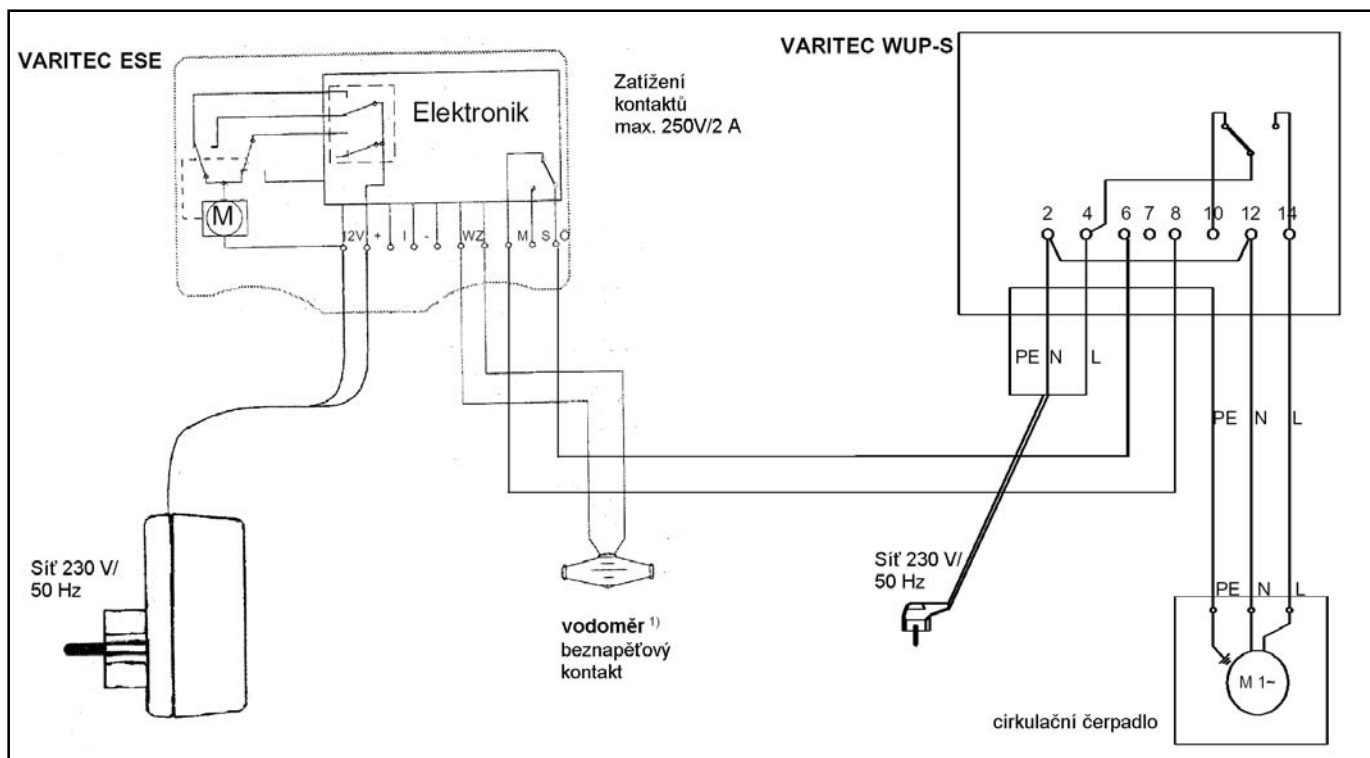 VARITEC ESE
Elektronik
M
12V + I - WZ M S Ö
Zatížení
kontaktů
max. 250V/2 A
VARITEC WUP-S
2 4 6 7 8 10 12 14
PE N L
PE N L
Síť 230 V/
50 Hz
vodoměr 1)
beznapěťový
kontakt
Síť 230 V/
50 Hz
PE N L
M 1~
cirkulační čerpadlo